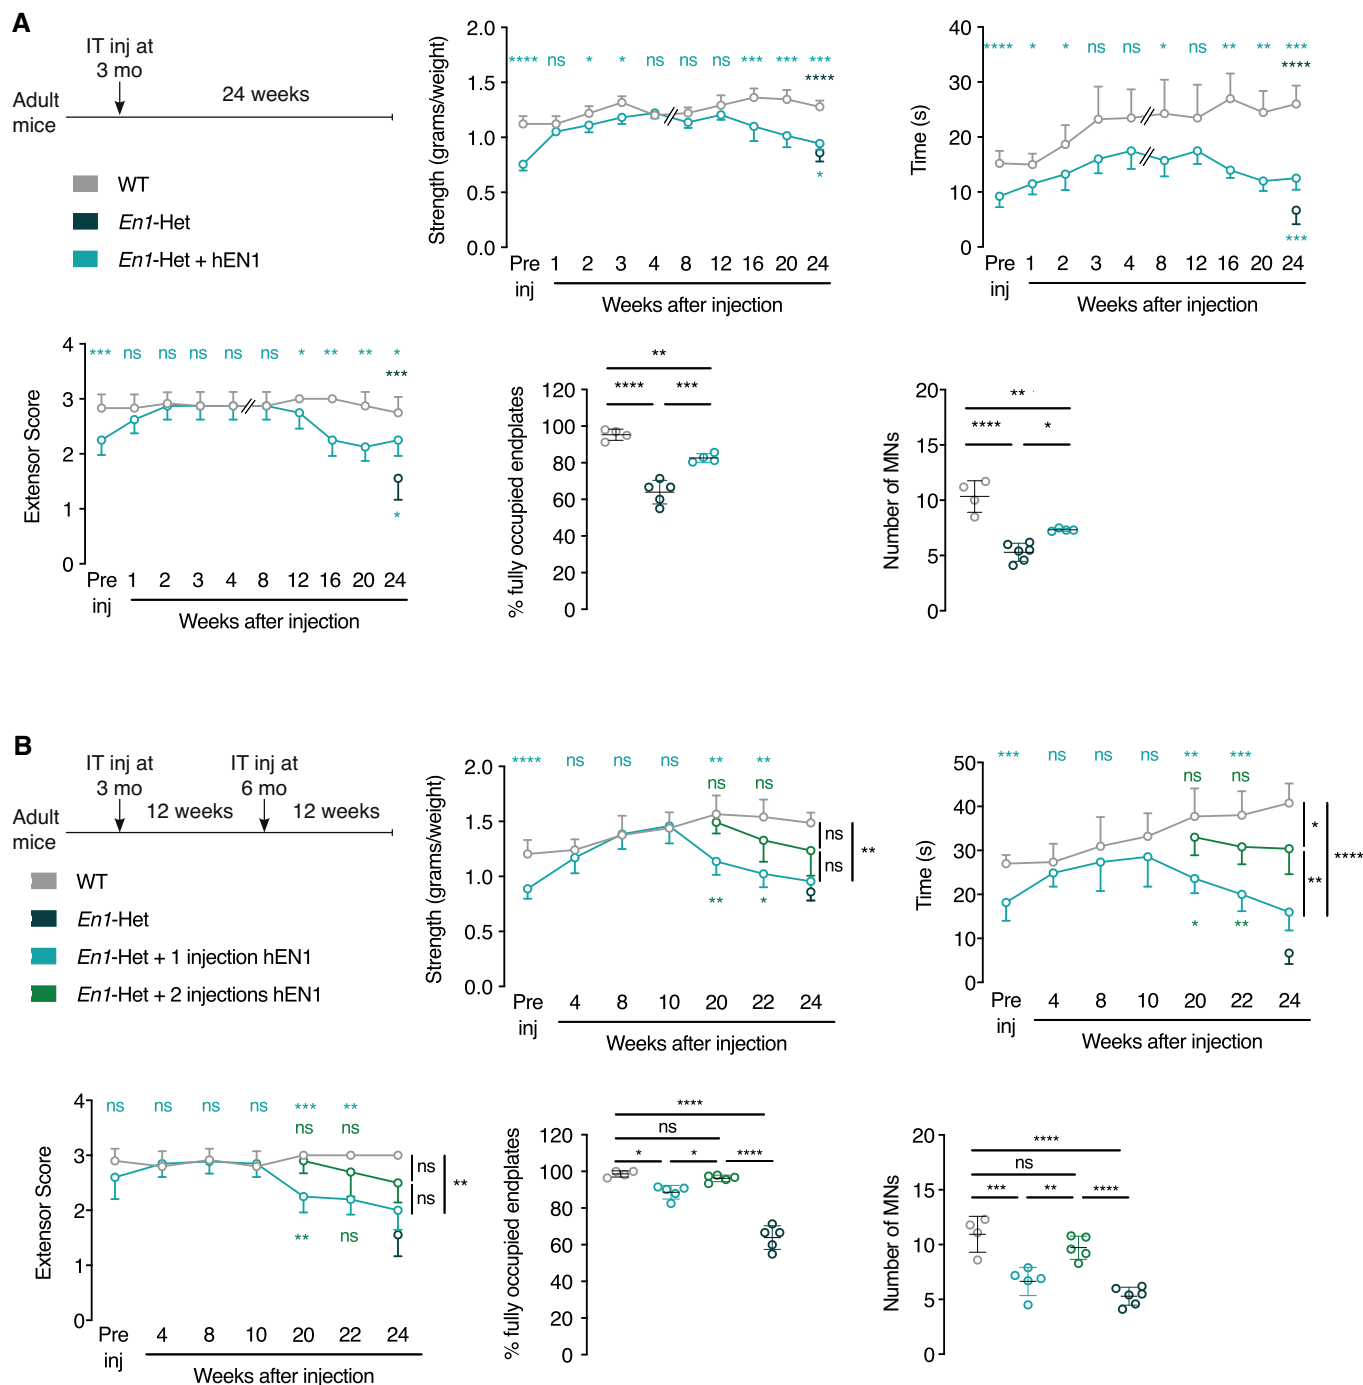 A
IT inj at
3 mo
24 weeks
Adult
mice
WT
En1-Het
En1-Het + hEN1
Strength (grams/weight)
2.0
1.5
1.0
0.5
0.0
**** ns * * ns ns ns *** *** ***
****
*
Pre inj 1 2 3 4 8 12 16 20 24
Weeks after injection
Time (s)
40
30
20
10
0
**** * * ns ns * ns ** ** ***
****
***
Pre inj 1 2 3 4 8 12 16 20 24
Weeks after injection
Extensor Score
4
3
2
1
0
*** ns ns ns ns ns * ** ** *
***
*
Pre inj 1 2 3 4 8 12 16 20 24
Weeks after injection
% fully occupied endplates
120
100
80
60
40
20
0
**
**** ***
Number of MNs
20
15
10
5
0
**
**** *
B
IT inj at
3 mo
IT inj at
6 mo
12 weeks 12 weeks
Adult
mice
WT
En1-Het
En1-Het + 1 injection hEN1
En1-Het + 2 injections hEN1
Strength (grams/weight)
2.0
1.5
1.0
0.5
0.0
**** ns ns ns ** **
ns ns
ns
ns
**
** *
Pre inj 4 8 10 20 22 24
Weeks after injection
Time (s)
50
40
30
20
10
0
*** ns ns ns ** ***
ns ns
*
**
****
* **
Pre inj 4 8 10 20 22 24
Weeks after injection
Extensor Score
4
3
2
1
0
ns ns ns ns *** **
ns ns
ns
ns
**
** ns
Pre inj 4 8 10 20 22 24
Weeks after injection
% fully occupied endplates
120
100
80
60
40
20
0
****
ns
* * ****
Number of MNs
20
15
10
5
0
****
ns
*** ** ****